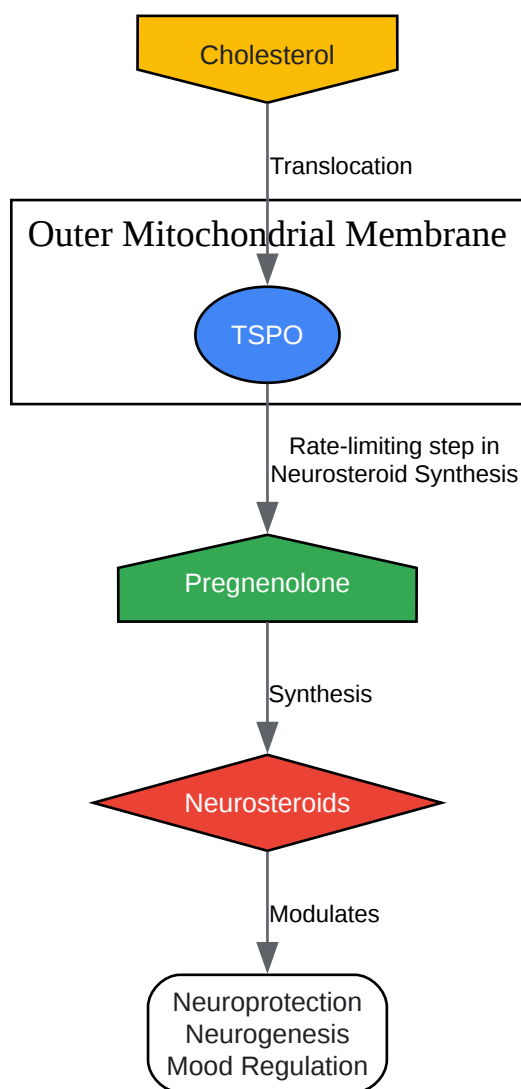 Cholesterol
Translocation
Outer Mitochondrial Membrane
TSPO
Rate-limiting step in
Neurosteroid Synthesis
Pregnenolone
Synthesis
Neurosteroids
Modulates
Neuroprotection
Neurogenesis
Mood Regulation